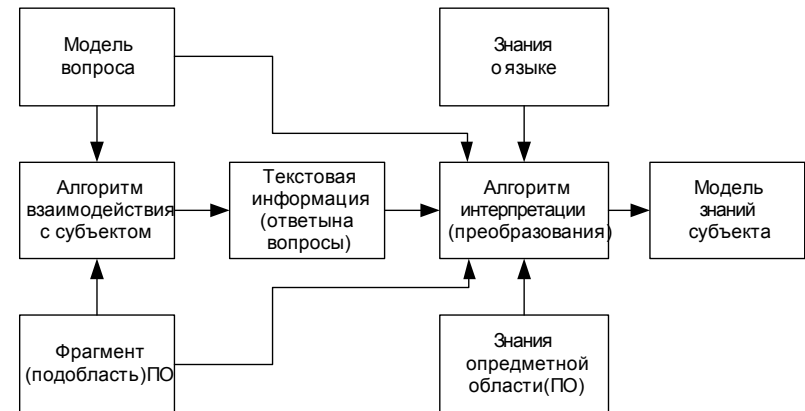 Модель
вопроса
Знания
о языке
Алгоритм
взаимодействия
с субъектом
Текстовая
информация
(ответына
вопросы)
Алгоритм
интерпретации
(преобразования)
Модель
знаний
субъекта
Фрагмент
(подобласть)ПО
Знания
опредметной
области(ПО)